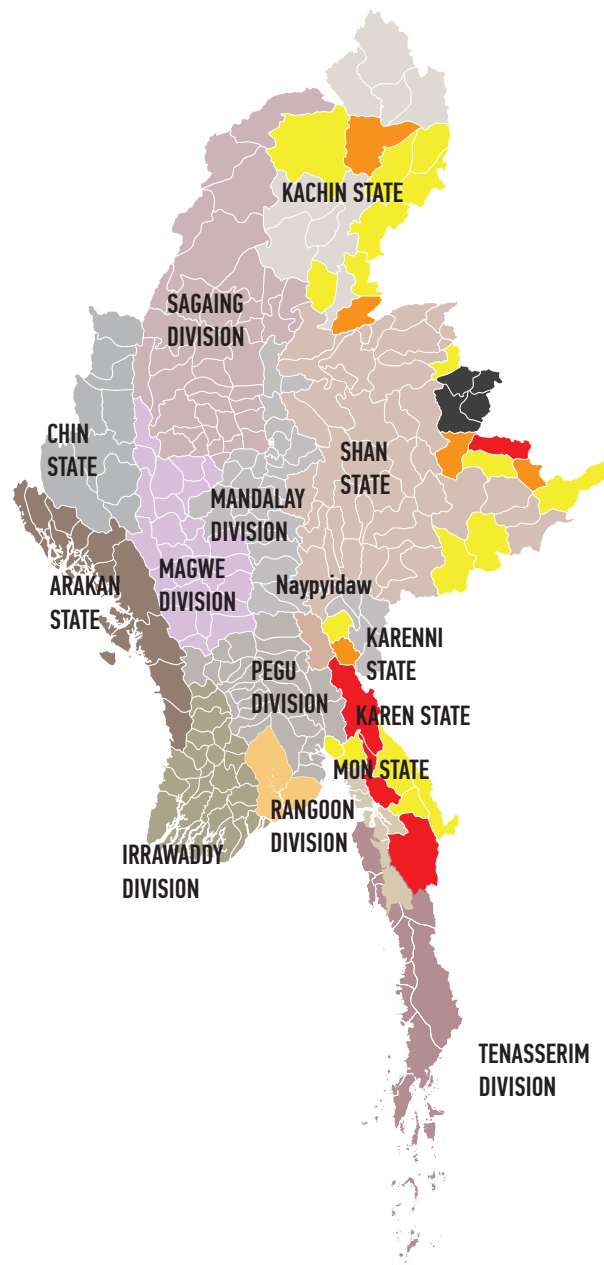 KACHIN STATE
SAGAING
DIVISION
CHIN
STATE
SHAN
STATE
MANDALAY
DIVISION
MAGWE
DIVISION
ARAKAN
STATE
Naypyidaw
KARENNI
STATE
PEGU
DIVISION
KAREN STATE
MON STATE
RANGOON
DIVISION
IRRAWADDY
DIVISION
TENASSERIM
DIVISION